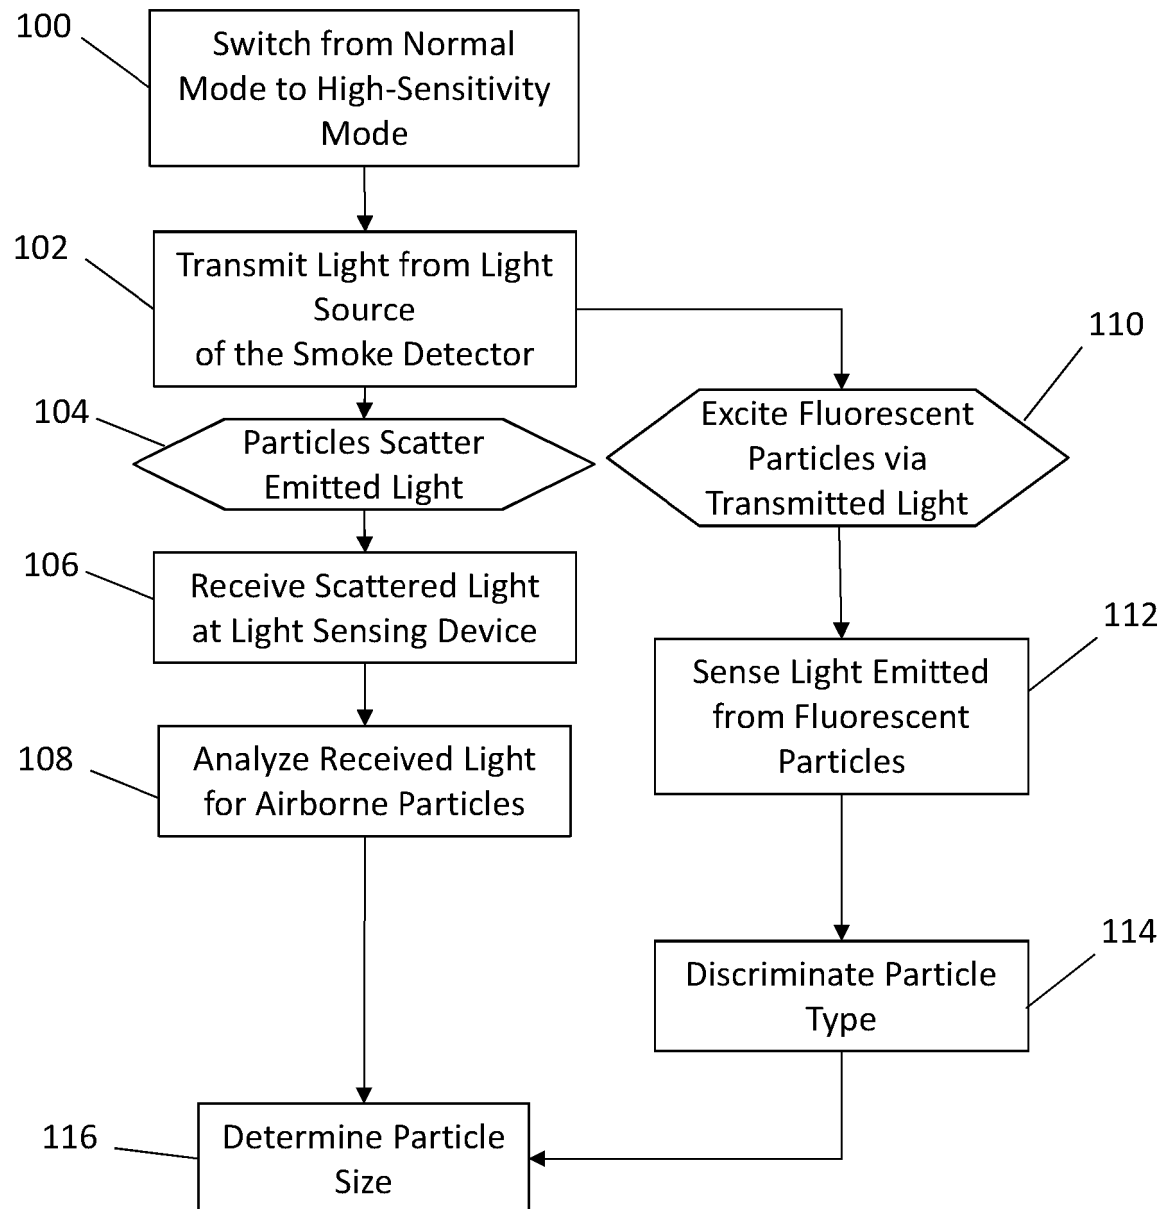 100
Switch from Normal
Mode to High-Sensitivity
Mode
102
Transmit Light from Light
Source
of the Smoke Detector
104
Particles Scatter
Emitted Light
110
Excite Fluorescent
Particles via
Transmitted Light
106
Receive Scattered Light
at Light Sensing Device
112
Sense Light Emitted
from Fluorescent
Particles
108
Analyze Received Light
for Airborne Particles
114
Discriminate Particle
Type
116
Determine Particle
Size